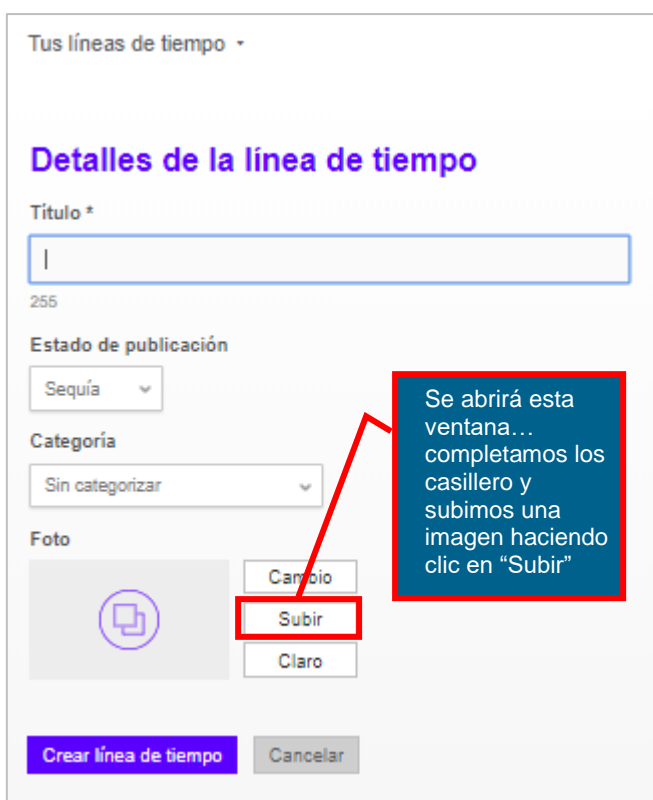 Tus líneas de tiempo
Detalles de la línea de tiempo
Título *
255
Estado de publicación
Sequía
Categoría
Sin categorizar
Foto
Cambio
Subir
Claro
Se abrirá esta
ventana…
completamos los
casillero y
subimos una
imagen haciendo
clic en “Subir”
Crear línea de tiempo
Cancelar